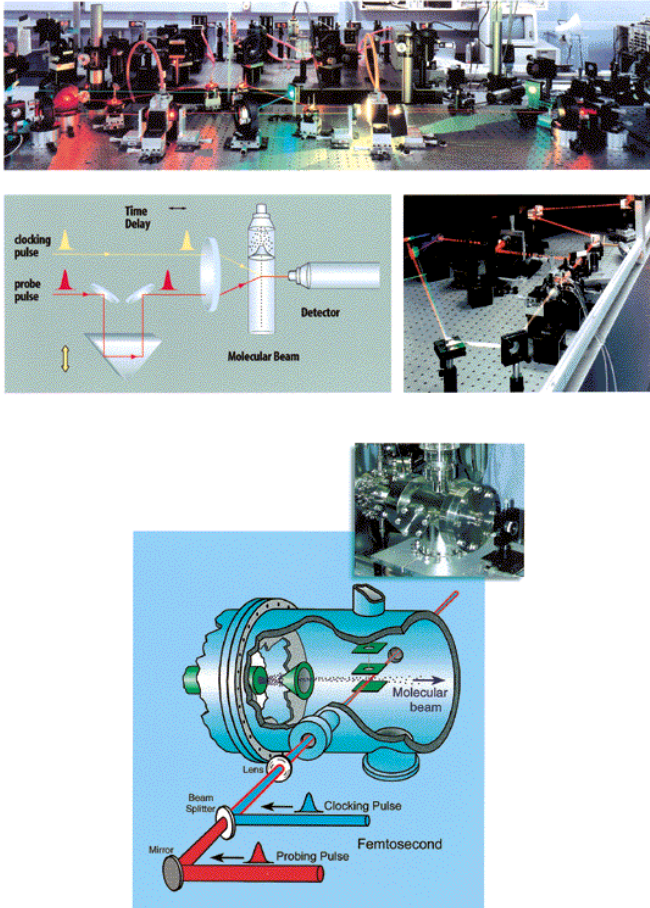 Time
Delay
clocking
pulse
probe
pulse
Detector
Molecular Beam
Molecular
beam
Lens
Beam
Splitter
Clocking Pulse
Femtosecond
Mirror
Probing Pulse